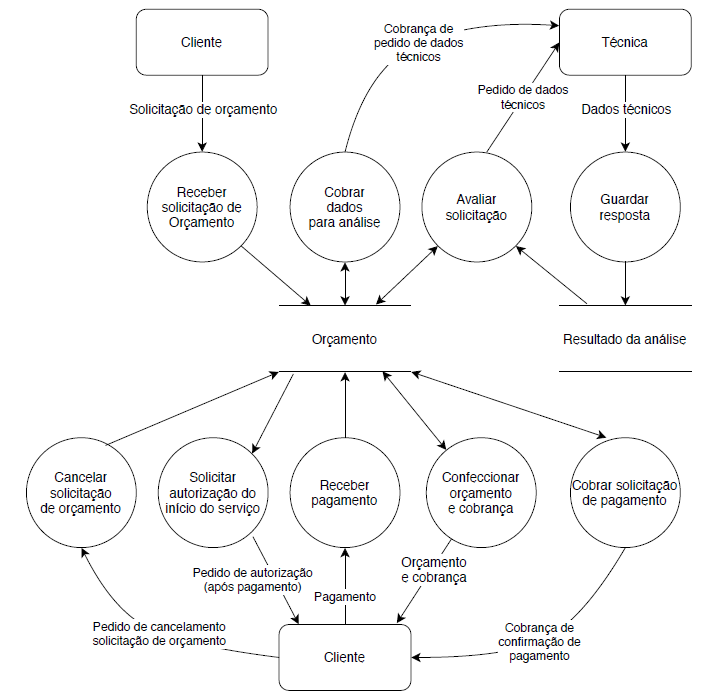 Cliente
Cobrança de
pedido de dados
técnicos
Técnica
Solicitação de orçamento
Pedido de dados
técnicos
Dados técnicos
Receber
solicitação de
Orçamento
Cobrar
dados
para análise
Avaliar
solicitação
Guardar
resposta
Orçamento
Resultado da análise
Cancelar
solicitação
de orçamento
Solicitar
autorização do
início do serviço
Receber
pagamento
Confeccionar
orçamento
e cobrança
Cobrar solicitação
de pagamento
Pedido de autorização
(após pagamento)
Pagamento
Orçamento
e cobrança
Pedido de cancelamento
solicitação de orçamento
Cliente
Cobrança de
confirmação de
pagamento